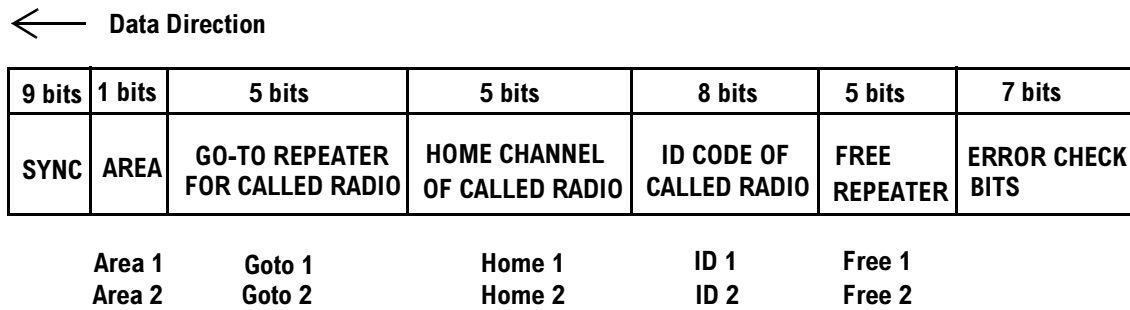 Data Direction
9 bits 1 bits 5 bits 5 bits 8 bits 5 bits 7 bits
SYNC AREA GO-TO REPEATER FOR CALLED RADIO HOME CHANNEL OF CALLED RADIO ID CODE OF CALLED RADIO FREE REPEATER ERROR CHECK BITS
Area 1 Goto 1 Home 1 ID 1 Free 1
Area 2 Goto 2 Home 2 ID 2 Free 2